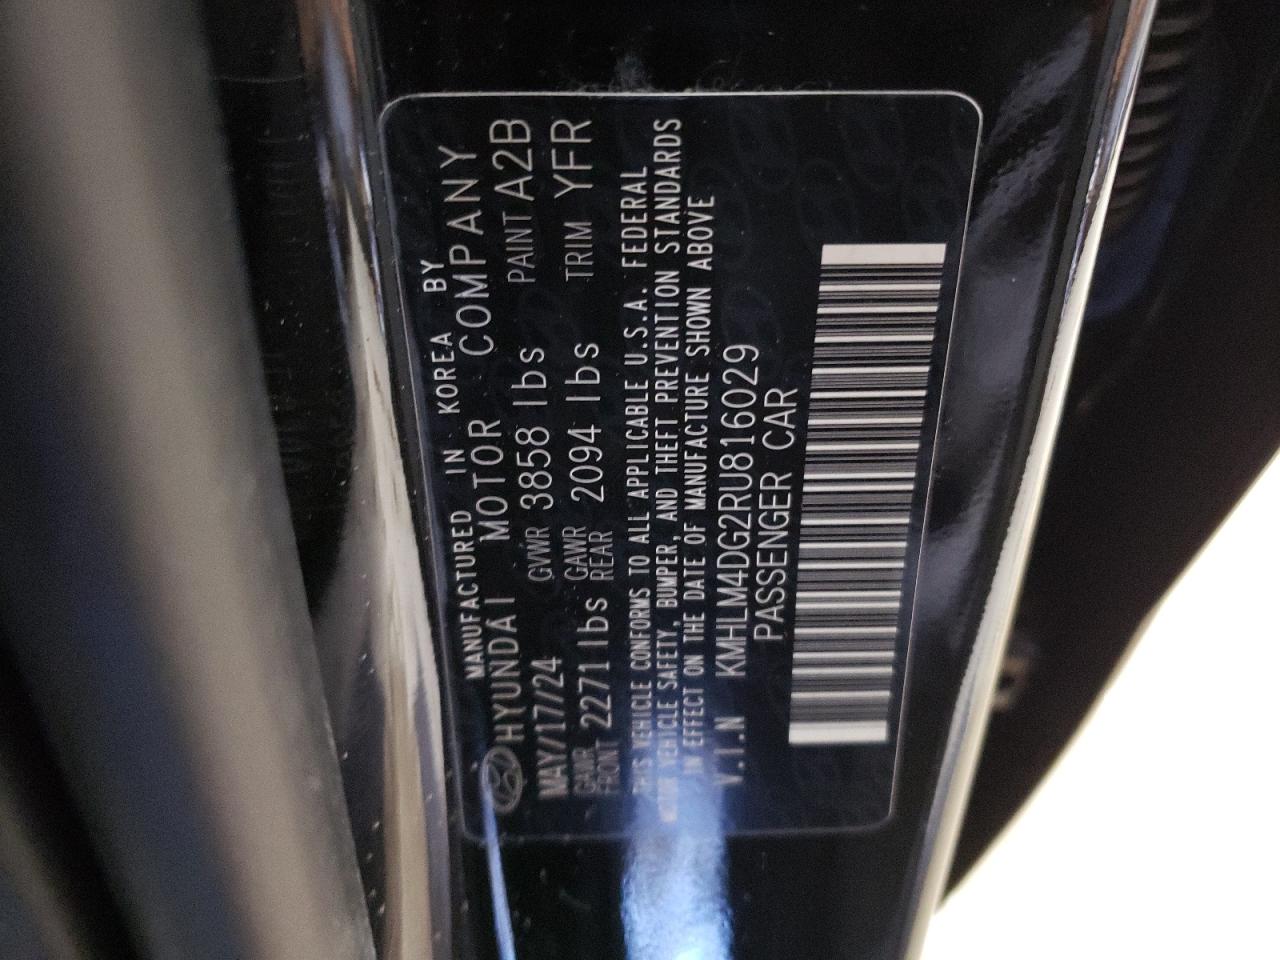 MANUFACTURED IN KOREA BY
HYUNDAI MOTOR COMPANY
MAY/17/24 GVWR 3858 lbs PAINT A2B
GAWR FRONT 2271 lbs GAWR REAR 2094 lbs TRIM YFR
THIS VEHICLE CONFORMS TO ALL APPLICABLE U.S.A. FEDERAL
MOTOR VEHICLE SAFETY, BUMPER, AND THEFT PREVENTION STANDARDS
IN EFFECT ON THE DATE OF MANUFACTURE SHOWN ABOVE
V.I.N KMHLM4DG2RU816029
PASSENGER CAR